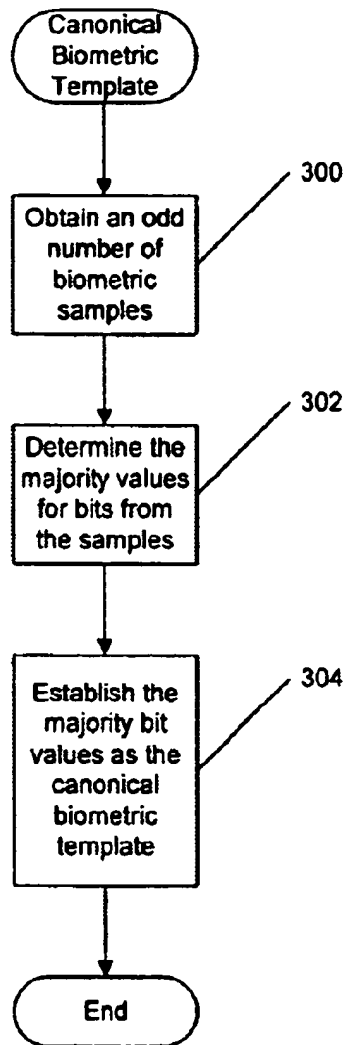 Canonical
Biometric
Template
300
Obtain an odd
number of
biometric
samples
302
Determine the
majority values
for bits from
the samples
304
Establish the
majority bit
values as the
canonical
biometric
template
End